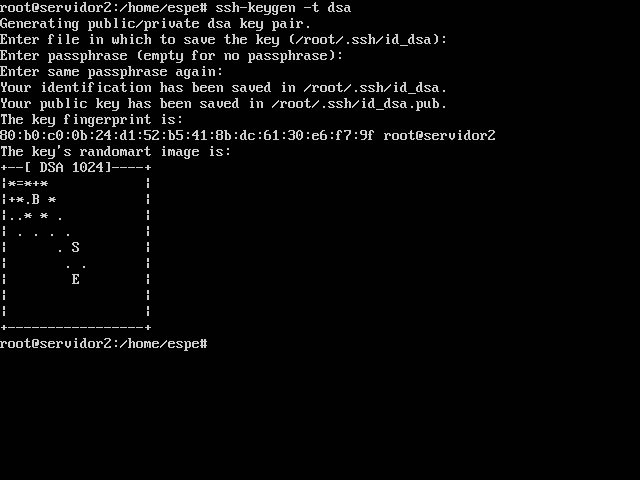 root@servidor2:/home/espe# ssh-keygen -t dsa
Generating public/private dsa key pair.
Enter file in which to save the key (/root/.ssh/id_dsa):
Enter passphrase (empty for no passphrase):
Enter same passphrase again:
Your identification has been saved in /root/.ssh/id_dsa.
Your public key has been saved in /root/.ssh/id_dsa.pub.
The key fingerprint is:
80:b0:c0:0b:24:d1:52:b5:41:8b:dc:61:30:e6:f7:9f root@servidor2
The key's randomart image is:
+--[ DSA 1024]----+
|*=*+*            |
|+*.B *           |
|..* * .          |
| . . . .         |
|      . S        |
|       . .       |
|        E        |
|                 |
|                 |
+-----------------+
root@servidor2:/home/espe#